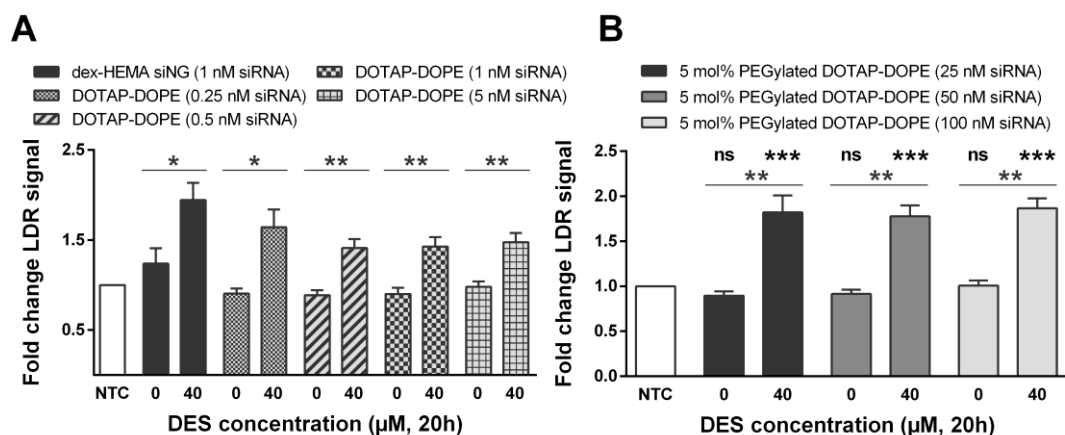 A
dex-HEMA siNG (1 nM siRNA)
DOTAP-DOPE (1 nM siRNA)
DOTAP-DOPE (0.25 nM siRNA)
DOTAP-DOPE (5 nM siRNA)
DOTAP-DOPE (0.5 nM siRNA)
Fold change LDR signal
2.5
1.5
0.5
* * ** ** **
NTC 0 40 0 40 0 40 0 40 0 40
DES concentration (µM, 20h)
B
5 mol% PEGylated DOTAP-DOPE (25 nM siRNA)
5 mol% PEGylated DOTAP-DOPE (50 nM siRNA)
5 mol% PEGylated DOTAP-DOPE (100 nM siRNA)
Fold change LDR signal
2.5
2.0
1.5
1.0
0.5
0.0
ns *** ns *** ns ***
** ** **
NTC 0 40 0 40 0 40
DES concentration (µM, 20h)